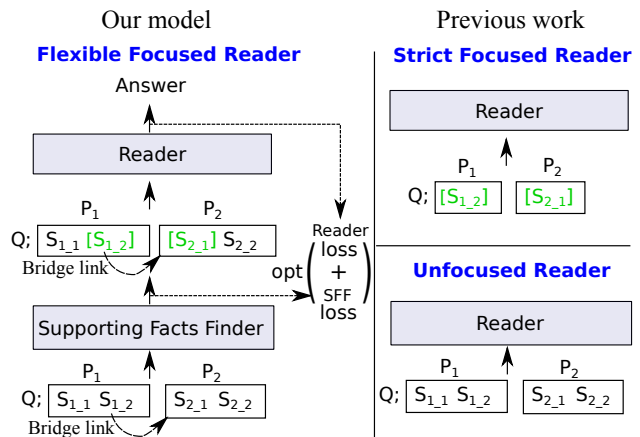 Our model
Flexible Focused Reader
Answer
Reader
P1 P2
Q; S1_1 [S1_2] [S2_1] S2_2
Bridge link
Supporting Facts Finder
P1 P2
Q; S1_1 S1_2 S2_1 S2_2
Bridge link
opt ( Reader
loss
+
SFF
loss )
Previous work
Strict Focused Reader
Reader
P1 P2
Q; [S1_2] [S2_1]
Unfocused Reader
Reader
P1 P2
Q; S1_1 S1_2 S2_1 S2_2